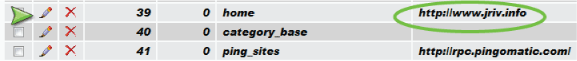 39 0 home http://www.jriv.info
40 0 category_base
41 0 ping_sites http://rpc.pingomatic.com/